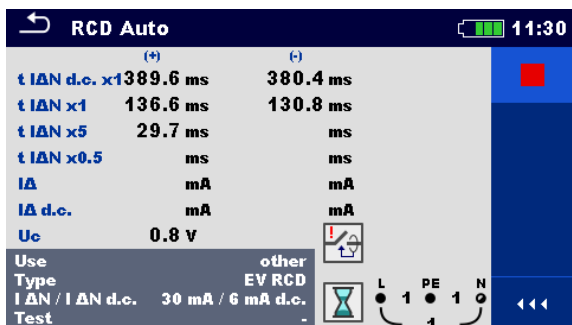 RCD Auto 11:30
(+) (-)
t IΔN d.c. x1 389.6 ms 380.4 ms
t IΔN x1 136.6 ms 130.8 ms
t IΔN x5 29.7 ms ms
t IΔN x0.5 ms ms
IΔ mA mA
IΔ d.c. mA mA
Uc 0.8 V
Use other
Type EV RCD
I ΔN / I ΔN d.c. 30 mA / 6 mA d.c.
Test -
L PE N
1 1
1